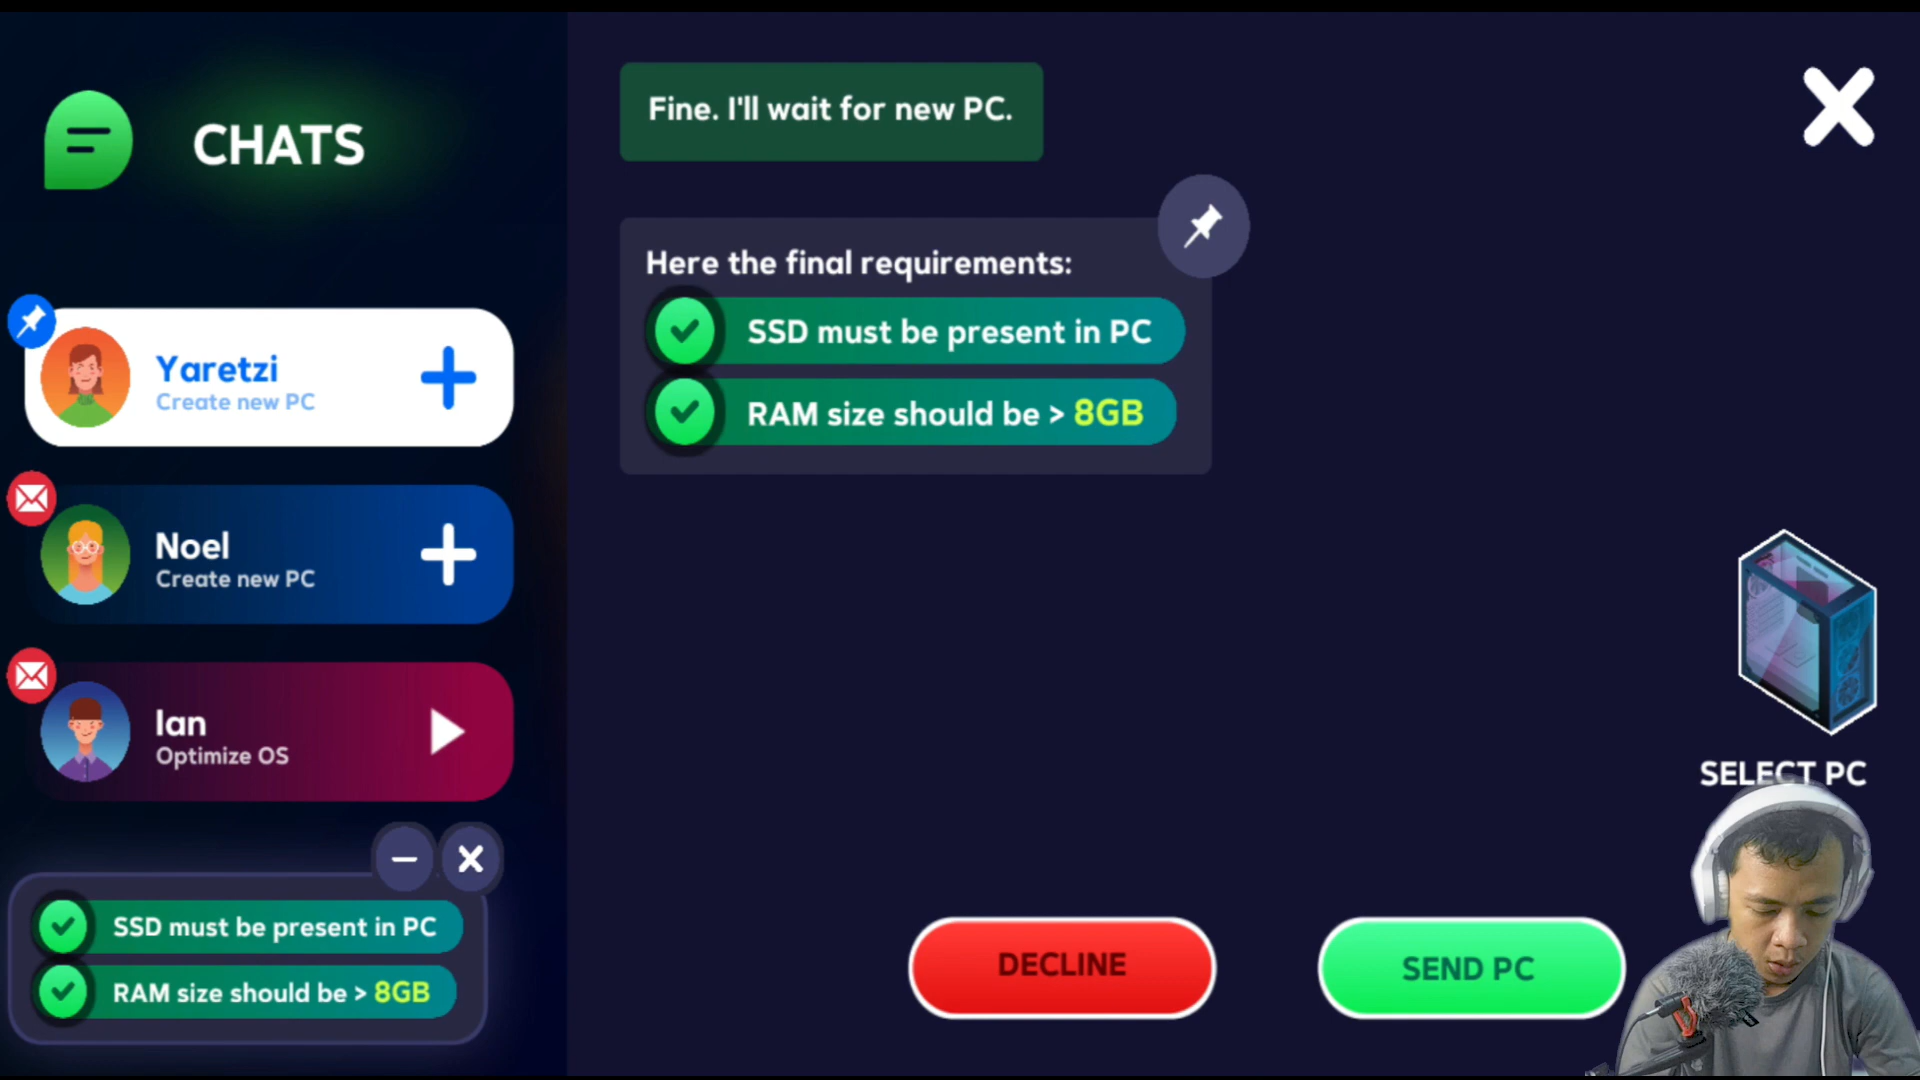 CHATS
Yaretzi
Create new PC
Noel
Create new PC
Ian
Optimize OS
SSD must be present in PC
RAM size should be > 8GB
Fine. I'll wait for new PC.
Here the final requirements:
SSD must be present in PC
RAM size should be > 8GB
SELECT PC
DECLINE
SEND PC